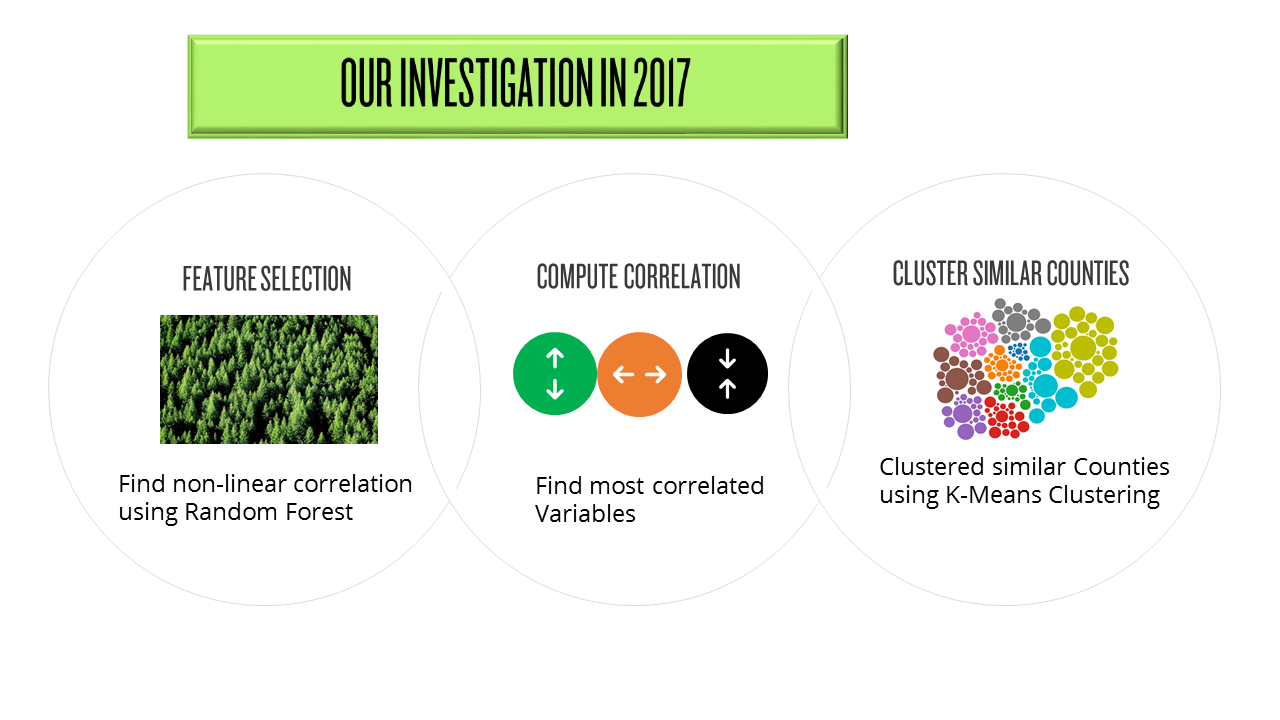 OUR INVESTIGATION IN 2017
FEATURE SELECTION
Find non-linear correlation
using Random Forest
COMPUTE CORRELATION
Find most correlated
Variables
CLUSTER SIMILAR COUNTIES
Clustered similar Counties
using K-Means Clustering